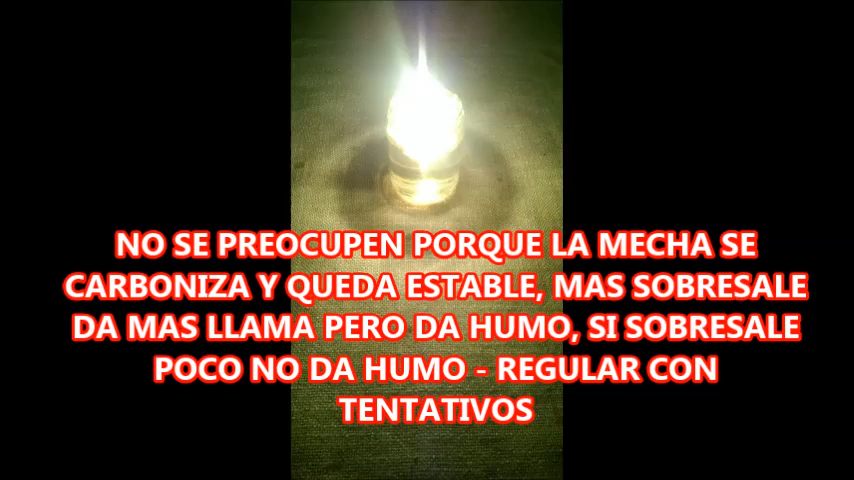 NO SE PREOCUPEN PORQUE LA MECHA SE
CARBONIZA Y QUEDA ESTABLE, MAS SOBRESALE
DA MAS LLAMA PERO DA HUMO, SI SOBRESALE
POCO NO DA HUMO - REGULAR CON
TENTATIVOS